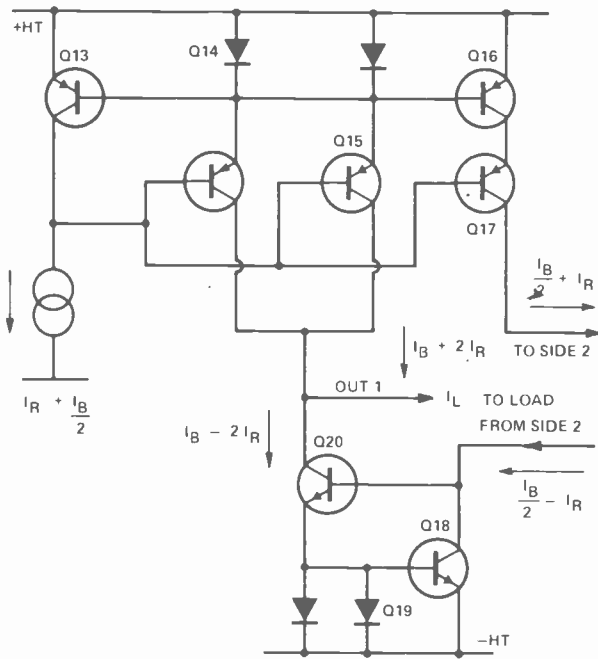 +HT
Q13
Q14
Q16
Q15
Q17
I_B/2 + I_R
TO SIDE 2
I_B + 2 I_R
I_R + I_B/2
OUT 1
I_L
TO LOAD
FROM SIDE 2
I_B − 2 I_R
Q20
I_B/2 − I_R
Q18
Q19
−HT